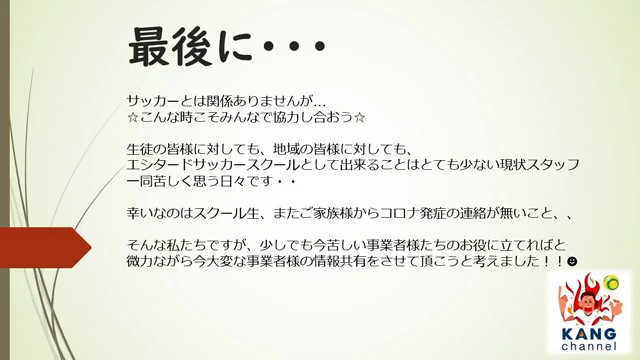 最後に・・・
サッカーとは関係ありませんが…
☆こんな時こそみんなで協力し合おう☆
生徒の皆様に対しても、地域の皆様に対しても、
エシタードサッカースクールとして出来ることはとても少ない現状スタッフ
一同苦しく思う日々です・・
幸いなのはスクール生、またご家族様からコロナ発症の連絡が無いこと、、
そんな私たちですが、少しでも今苦しい事業者様たちのお役に立てればと
微力ながら今大変な事業者様の情報共有をさせて頂こうと考えました！！☻
KANG
channel